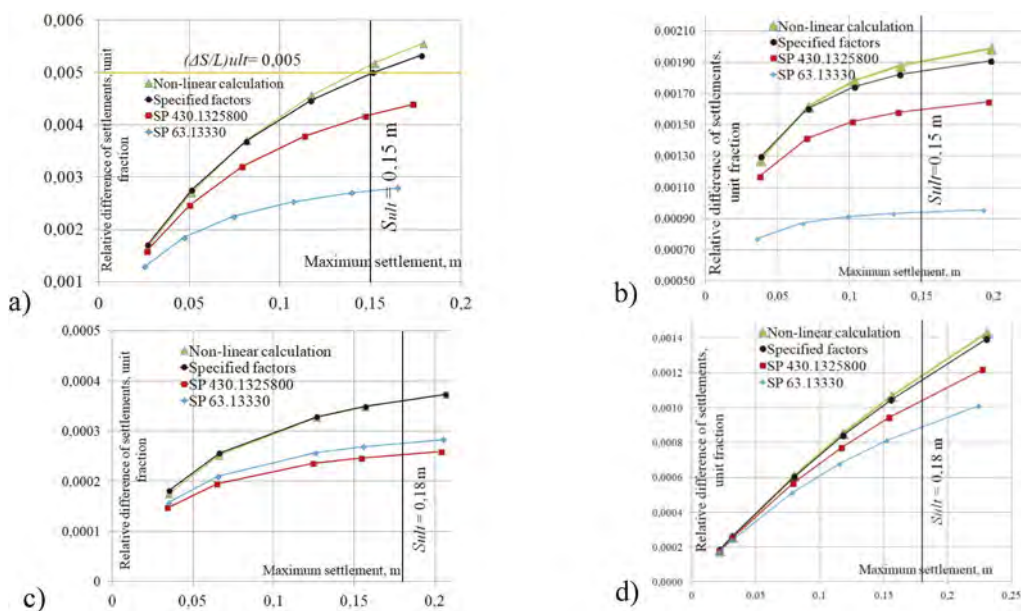 a)
Relative difference of settlements, unit
fraction
0,006
0,005
0,004
0,003
0,002
0,001
(ΔS/L)ult= 0,005
Non-linear calculation
Specified factors
SP 430.1325800
SP 63.13330
Sult = 0,15 m
Maximum settlement, m
0
0,05
0,1
0,15
0,2
b)
Relative difference of settlements,
unit fraction
0,00210
0,00190
0,00170
0,00150
0,00130
0,00110
0,00090
0,00070
0,00050
Non-linear calculation
Specified factors
SP 430.1325800
SP 63.13330
Sult=0,15 m
Maximum settlement, m
0
0,05
0,1
0,15
0,2
c)
Relative difference of settlements, unit
fraction
0,0005
0,0004
0,0003
0,0002
0,0001
0
Non-linear calculation
Specified factors
SP 430.1325800
SP 63.13330
Sult = 0,18 m
Maximum settlement, m
0
0,05
0,1
0,15
0,2
d)
Relative difference of settlements,
unit fraction
0,0014
0,0012
0,0010
0,0008
0,0006
0,0004
0,0002
0,0000
Non-linear calculation
Specified factors
SP 430.1325800
SP 63.13330
Sult = 0,18 m
Maximum settlement, m
0
0,05
0,1
0,15
0,2
0,25